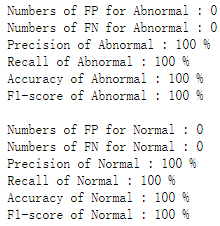 Numbers of FP for Abnormal : 0
Numbers of FN for Abnormal : 0
Precision of Abnormal : 100 %
Recall of Abnormal : 100 %
Accuracy of Abnormal : 100 %
F1-score of Abnormal : 100 %

Numbers of FP for Normal : 0
Numbers of FN for Normal : 0
Precision of Normal : 100 %
Recall of Normal : 100 %
Accuracy of Normal : 100 %
F1-score of Normal : 100 %